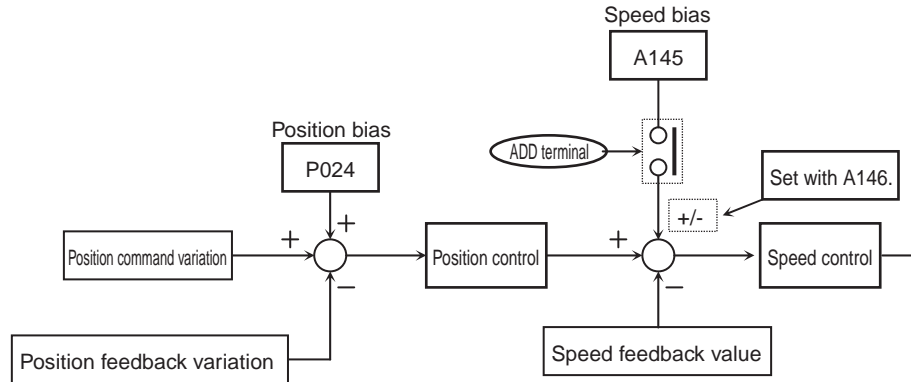 Speed bias
A145
Position bias
ADD terminal
P024
Set with A146.
+/-
+
+
+
Position command variation
Position control
Speed control
−
−
Position feedback variation
Speed feedback value